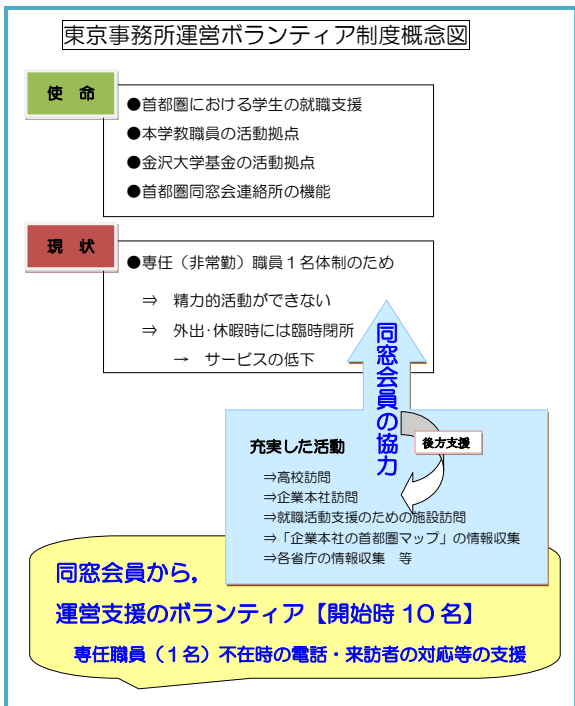 東京事務所運営ボランティア制度概念図
使 命
●首都圏における学生の就職支援
●本学教職員の活動拠点
●金沢大学基金の活動拠点
●首都圏同窓会連絡所の機能
現 状
●専任（非常勤）職員１名体制のため
⇒ 精力的活動ができない
⇒ 外出・休暇時には臨時閉所
→ サービスの低下
同窓会員の協力
充実した活動
後方支援
⇒高校訪問
⇒企業本社訪問
⇒就職活動支援のための施設訪問
⇒「企業本社の首都圏マップ」の情報収集
⇒各省庁の情報収集 等
同窓会員から，
運営支援のボランティア【開始時 10 名】
専任職員（１名）不在時の電話・来訪者の対応等の支援